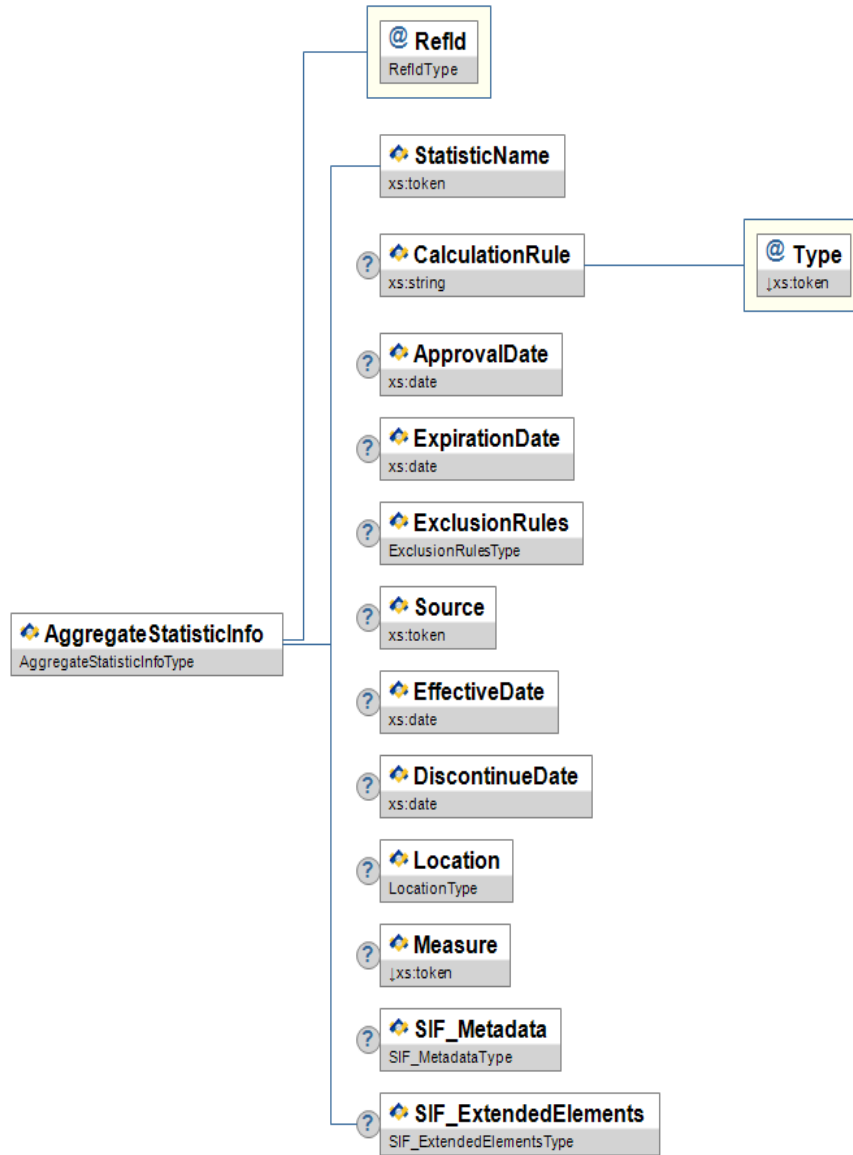 @ RefId
RefIdType
StatisticName
xs:token
? CalculationRule
xs:string
@ Type
↓xs:token
? ApprovalDate
xs:date
? ExpirationDate
xs:date
? ExclusionRules
ExclusionRulesType
? Source
xs:token
AggregateStatisticInfo
AggregateStatisticInfoType
? EffectiveDate
xs:date
? DiscontinueDate
xs:date
? Location
LocationType
? Measure
↓xs:token
? SIF_Metadata
SIF_MetadataType
? SIF_ExtendedElements
SIF_ExtendedElementsType